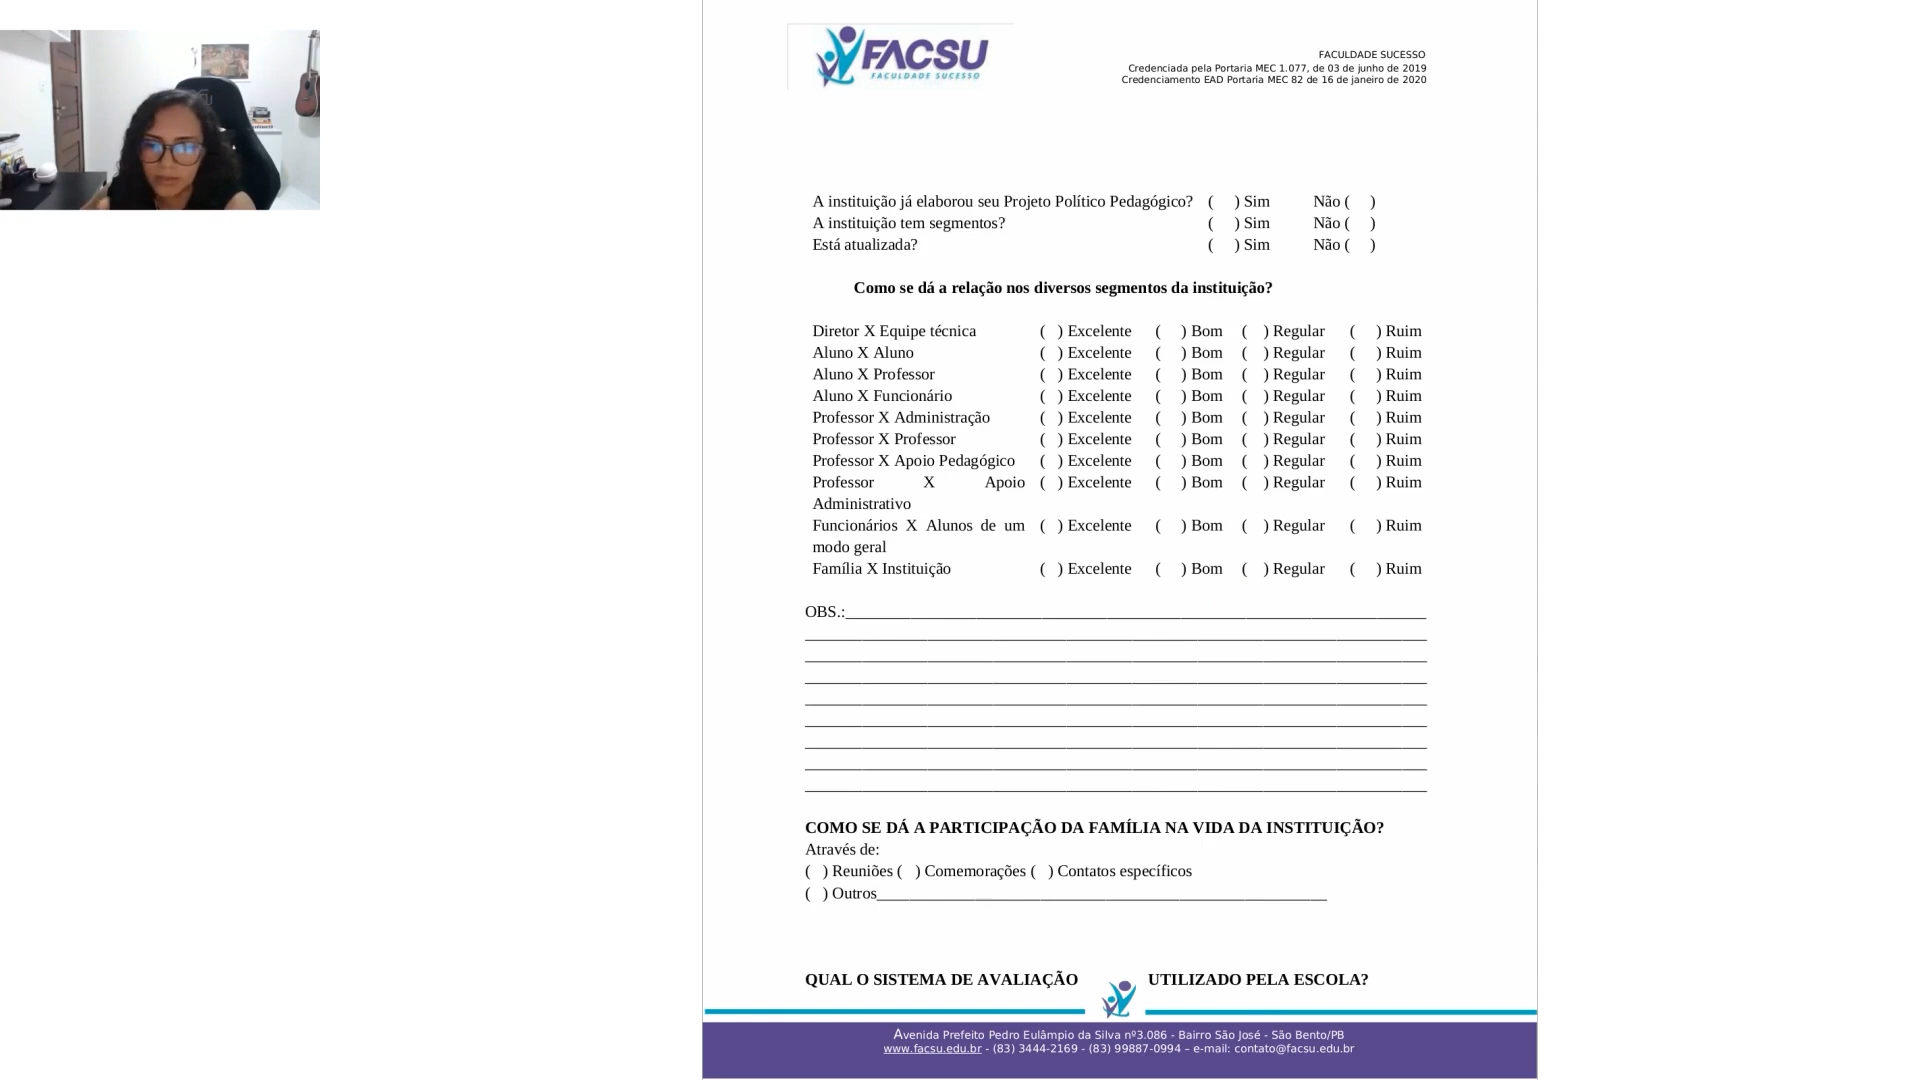 FACSU
FACULDADE SUCESSO
FACULDADE SUCESSO
Credenciada pela Portaria MEC 1.077, de 03 de junho de 2019
Credenciamento EAD Portaria MEC 82 de 16 de janeiro de 2020
A instituição já elaborou seu Projeto Político Pedagógico? (     ) Sim Não (     )
A instituição tem segmentos? (     ) Sim Não (     )
Está atualizada? (     ) Sim Não (     )
Como se dá a relação nos diversos segmentos da instituição?
Diretor X Equipe técnica (   ) Excelente (     ) Bom (    ) Regular (     ) Ruim
Aluno X Aluno (   ) Excelente (     ) Bom (    ) Regular (     ) Ruim
Aluno X Professor (   ) Excelente (     ) Bom (    ) Regular (     ) Ruim
Aluno X Funcionário (   ) Excelente (     ) Bom (    ) Regular (     ) Ruim
Professor X Administração (   ) Excelente (     ) Bom (    ) Regular (     ) Ruim
Professor X Professor (   ) Excelente (     ) Bom (    ) Regular (     ) Ruim
Professor X Apoio Pedagógico (   ) Excelente (     ) Bom (    ) Regular (     ) Ruim
Professor X Apoio (   ) Excelente (     ) Bom (    ) Regular (     ) Ruim
Administrativo
Funcionários X Alunos de um (   ) Excelente (     ) Bom (    ) Regular (     ) Ruim
modo geral
Família X Instituição (   ) Excelente (     ) Bom (    ) Regular (     ) Ruim
OBS.:
COMO SE DÁ A PARTICIPAÇÃO DA FAMÍLIA NA VIDA DA INSTITUIÇÃO?
Através de:
(   ) Reuniões (   ) Comemorações (   ) Contatos específicos
(   ) Outros
QUAL O SISTEMA DE AVALIAÇÃO UTILIZADO PELA ESCOLA?
Avenida Prefeito Pedro Eulâmpio da Silva nº3.086 - Bairro São José - São Bento/PB
www.facsu.edu.br - (83) 3444-2169 - (83) 99887-0994 – e-mail: contato@facsu.edu.br